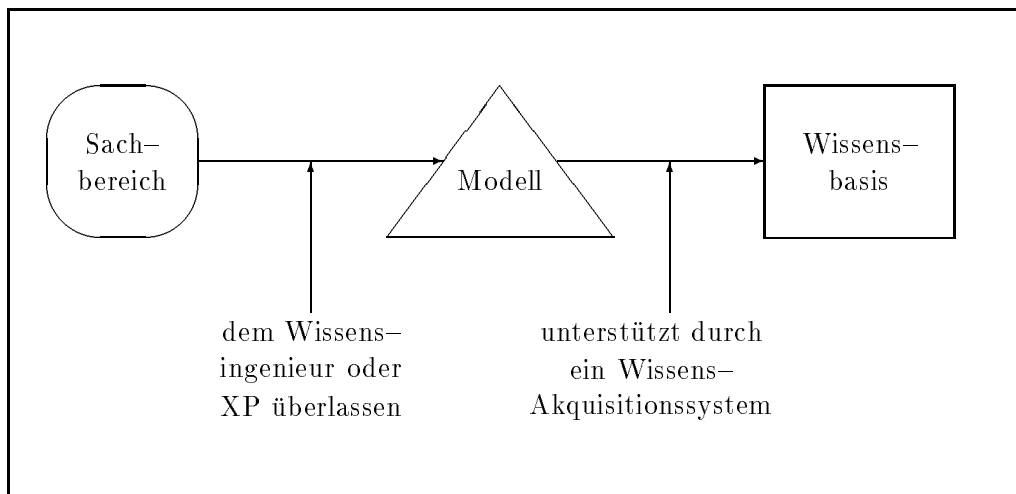 Sach–
bereich
Modell
Wissens–
basis
dem Wissens–
ingenieur oder
XP überlassen
unterstützt durch
ein Wissens–
Akquisitionssystem